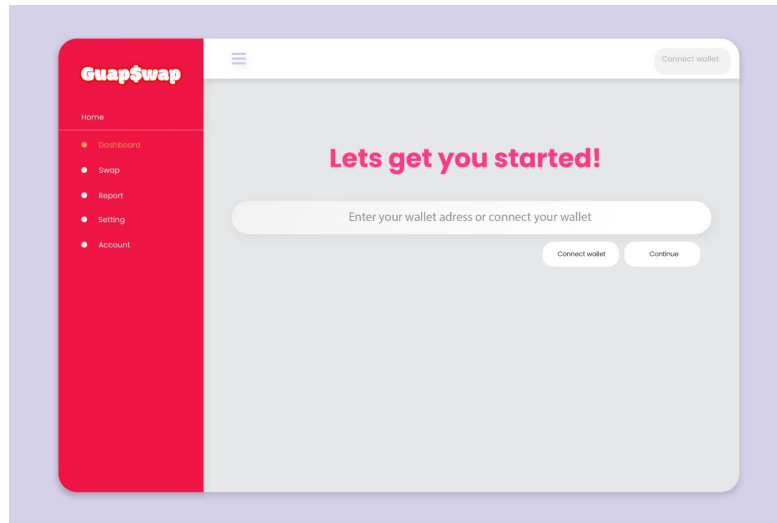 Guap$wap
Connect wallet
Home
Dashboard
Swap
Report
Setting
Account
Lets get you started!
Enter your wallet adress or connect your wallet
Connect wallet
Continue